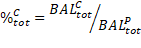 %^C_tot = BAL^C_tot / BAL^P_tot